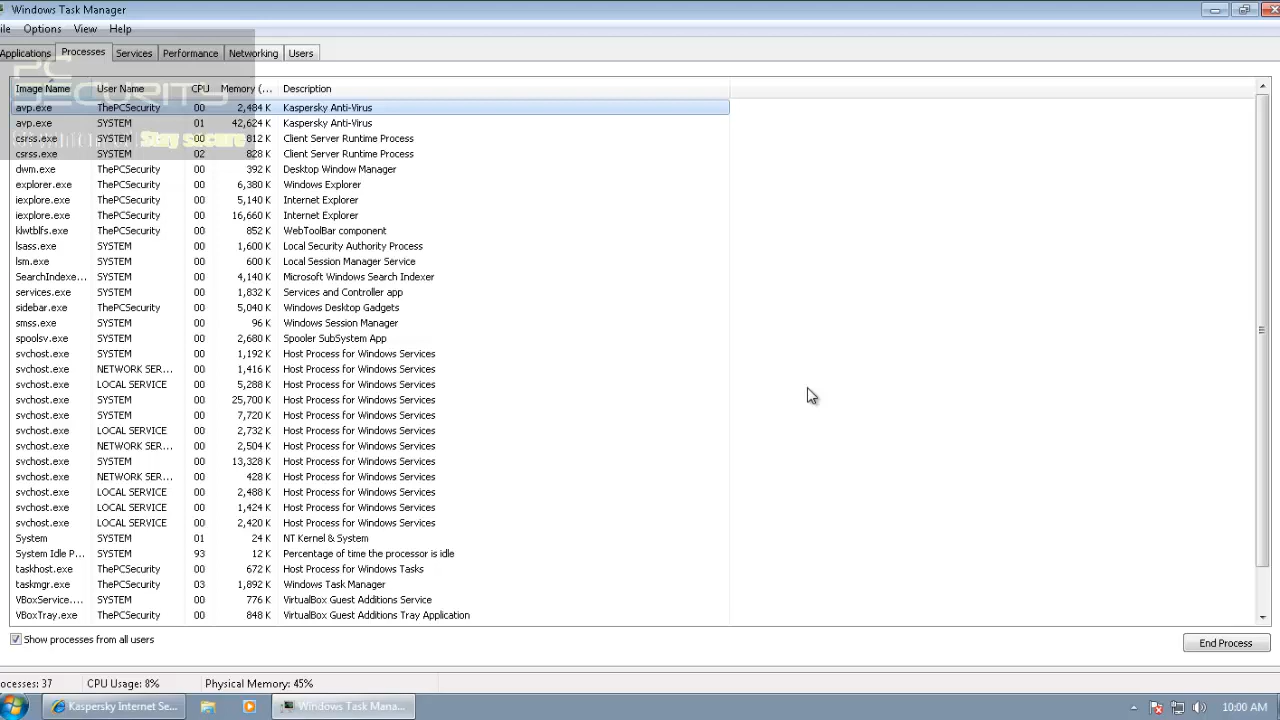 Windows Task Manager
ile Options View Help
Applications Processes Services Performance Networking Users
PC
SECURITY
Stay secure
Image Name User Name CPU Memory (... Description
avp.exe ThePCSecurity 00 2,484 K Kaspersky Anti-Virus
avp.exe SYSTEM 01 42,624 K Kaspersky Anti-Virus
csrss.exe 00 812 K Client Server Runtime Process
csrss.exe SYSTEM 02 828 K Client Server Runtime Process
dwm.exe ThePCSecurity 00 392 K Desktop Window Manager
explorer.exe ThePCSecurity 00 6,380 K Windows Explorer
iexplore.exe ThePCSecurity 00 5,140 K Internet Explorer
iexplore.exe ThePCSecurity 00 16,660 K Internet Explorer
klwtblfs.exe ThePCSecurity 00 852 K WebToolBar component
lsass.exe SYSTEM 00 1,600 K Local Security Authority Process
lsm.exe SYSTEM 00 600 K Local Session Manager Service
SearchIndexe... SYSTEM 00 4,140 K Microsoft Windows Search Indexer
services.exe SYSTEM 00 1,832 K Services and Controller app
sidebar.exe ThePCSecurity 00 5,040 K Windows Desktop Gadgets
smss.exe SYSTEM 00 96 K Windows Session Manager
spoolsv.exe SYSTEM 00 2,680 K Spooler SubSystem App
svchost.exe SYSTEM 00 1,192 K Host Process for Windows Services
svchost.exe NETWORK SER... 00 1,416 K Host Process for Windows Services
svchost.exe LOCAL SERVICE 00 5,288 K Host Process for Windows Services
svchost.exe SYSTEM 00 25,700 K Host Process for Windows Services
svchost.exe SYSTEM 00 7,720 K Host Process for Windows Services
svchost.exe LOCAL SERVICE 00 2,732 K Host Process for Windows Services
svchost.exe NETWORK SER... 00 2,504 K Host Process for Windows Services
svchost.exe SYSTEM 00 13,328 K Host Process for Windows Services
svchost.exe NETWORK SER... 00 428 K Host Process for Windows Services
svchost.exe LOCAL SERVICE 00 2,488 K Host Process for Windows Services
svchost.exe LOCAL SERVICE 00 1,424 K Host Process for Windows Services
svchost.exe LOCAL SERVICE 00 2,420 K Host Process for Windows Services
System SYSTEM 01 24 K NT Kernel & System
System Idle P... SYSTEM 93 12 K Percentage of time the processor is idle
taskhost.exe ThePCSecurity 00 672 K Host Process for Windows Tasks
taskmgr.exe ThePCSecurity 03 1,892 K Windows Task Manager
VBoxService.... SYSTEM 00 776 K VirtualBox Guest Additions Service
VBoxTray.exe ThePCSecurity 00 848 K VirtualBox Guest Additions Tray Application
Show processes from all users
End Process
ocesses: 37 CPU Usage: 8% Physical Memory: 45%
Kaspersky Internet Se... Windows Task Mana... 10:00 AM